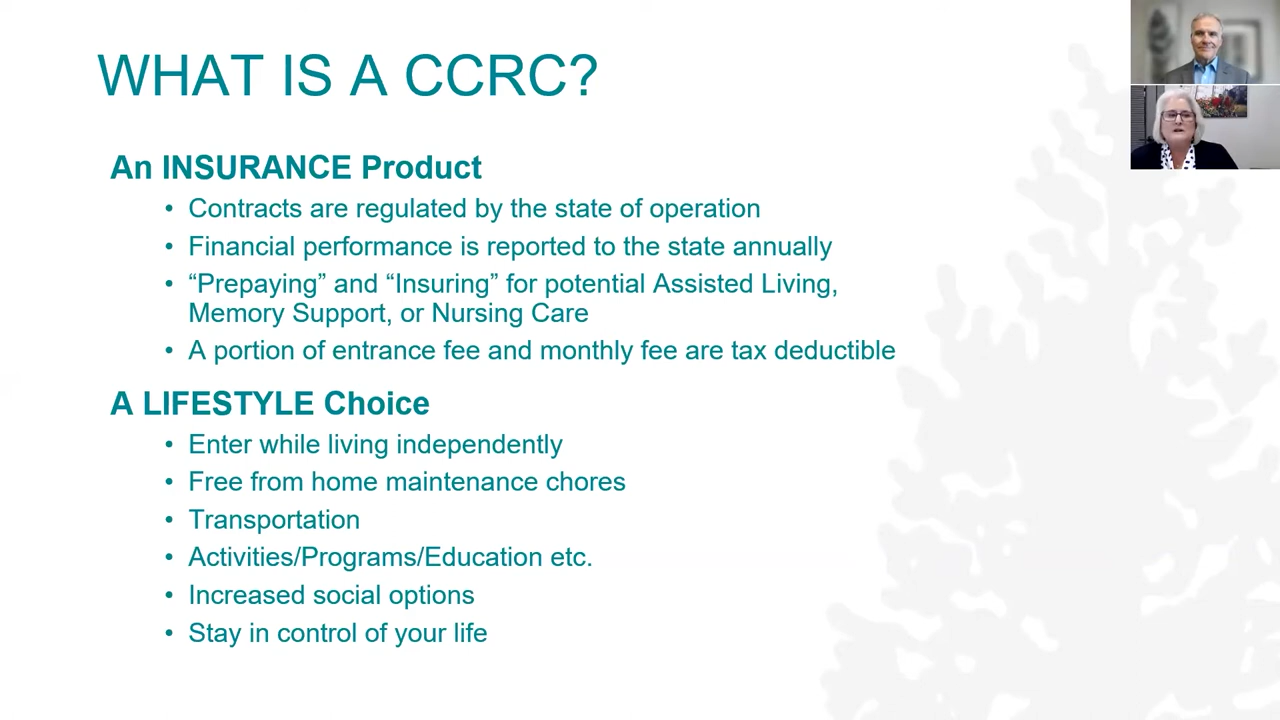 WHAT IS A CCRC?
An INSURANCE Product
• Contracts are regulated by the state of operation
• Financial performance is reported to the state annually
• “Prepaying” and “Insuring” for potential Assisted Living,
Memory Support, or Nursing Care
• A portion of entrance fee and monthly fee are tax deductible
A LIFESTYLE Choice
• Enter while living independently
• Free from home maintenance chores
• Transportation
• Activities/Programs/Education etc.
• Increased social options
• Stay in control of your life